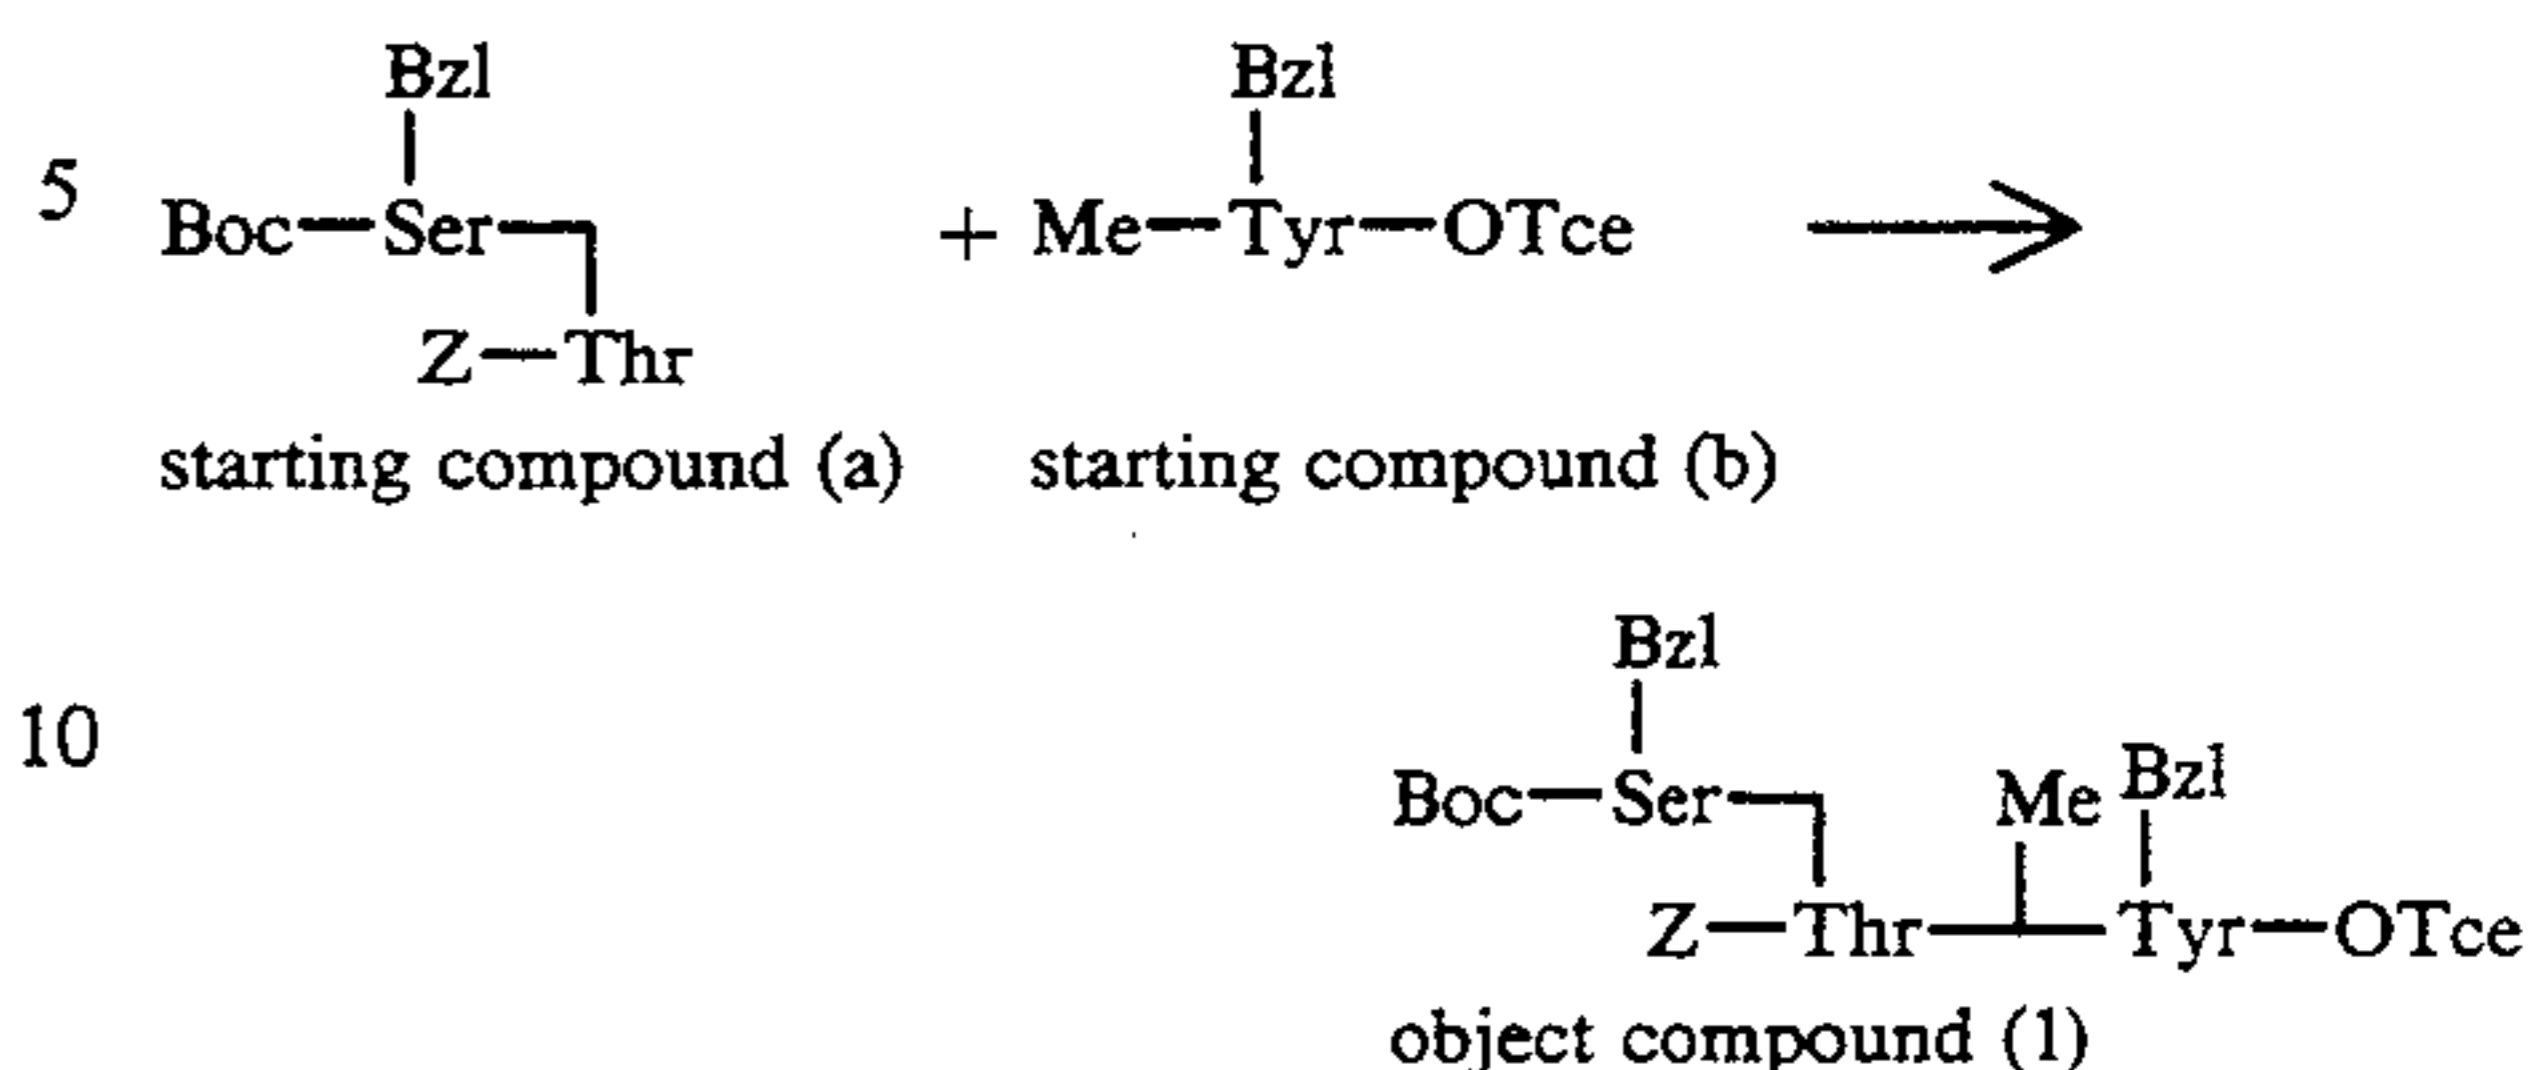 Bzl Bzl
5 Boc—Ser + Me—Tyr—OTce
Z—Thr
starting compound (a) starting compound (b)
Bzl
10 Boc—Ser Me Bzl
Z—Thr Tyr—OTce
object compound (1)